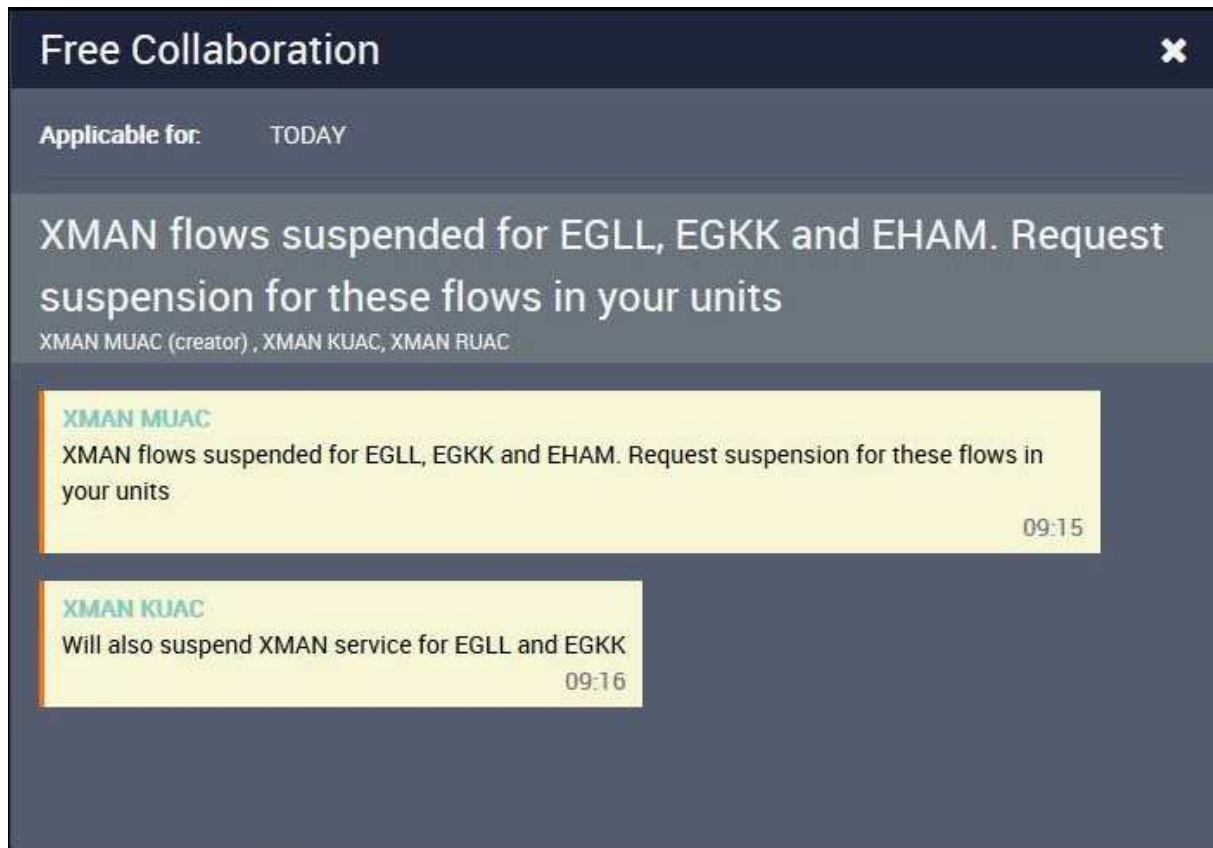 Free Collaboration
Applicable for: TODAY
XMAN flows suspended for EGLL, EGKK and EHAM. Request
suspension for these flows in your units
XMAN MUAC (creator) , XMAN KUAC, XMAN RUAC
XMAN MUAC
XMAN flows suspended for EGLL, EGKK and EHAM. Request suspension for these flows in
your units
09:15
XMAN KUAC
Will also suspend XMAN service for EGLL and EGKK
09:16